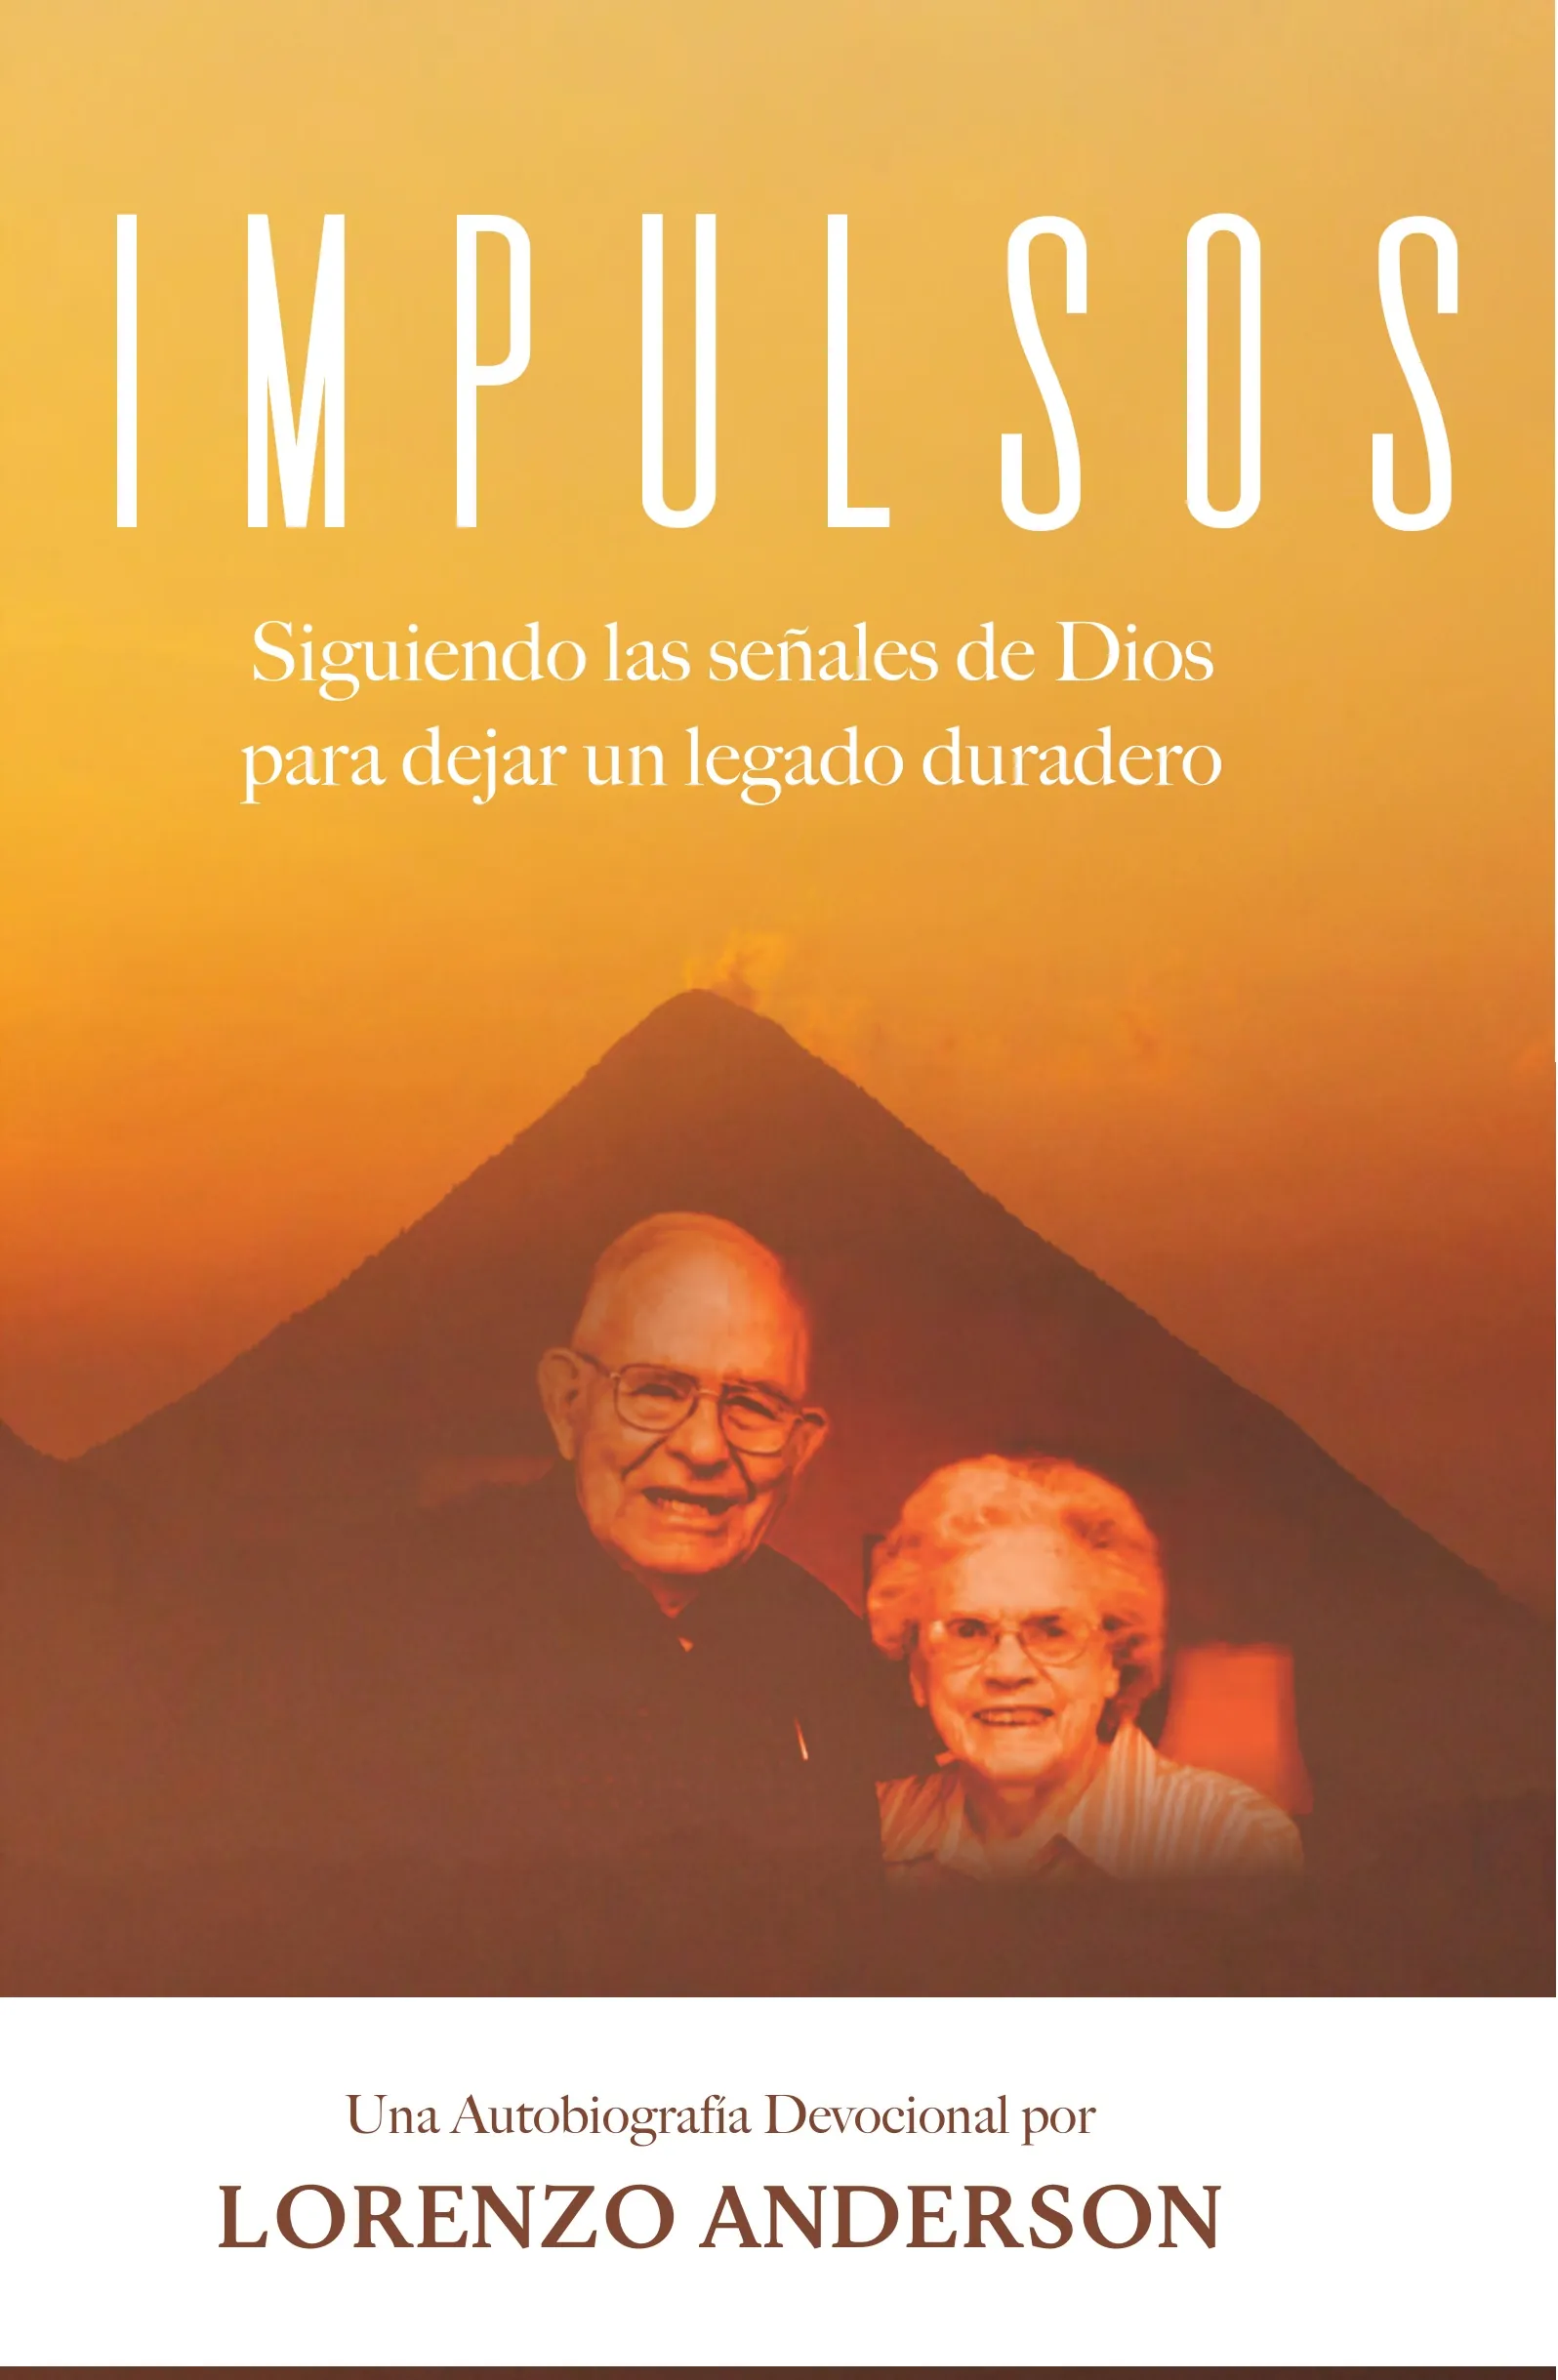 IMPULSOS
Siguiendo las señales de Dios
para dejar un legado duradero
Una Autobiografía Devocional por
LORENZO ANDERSON